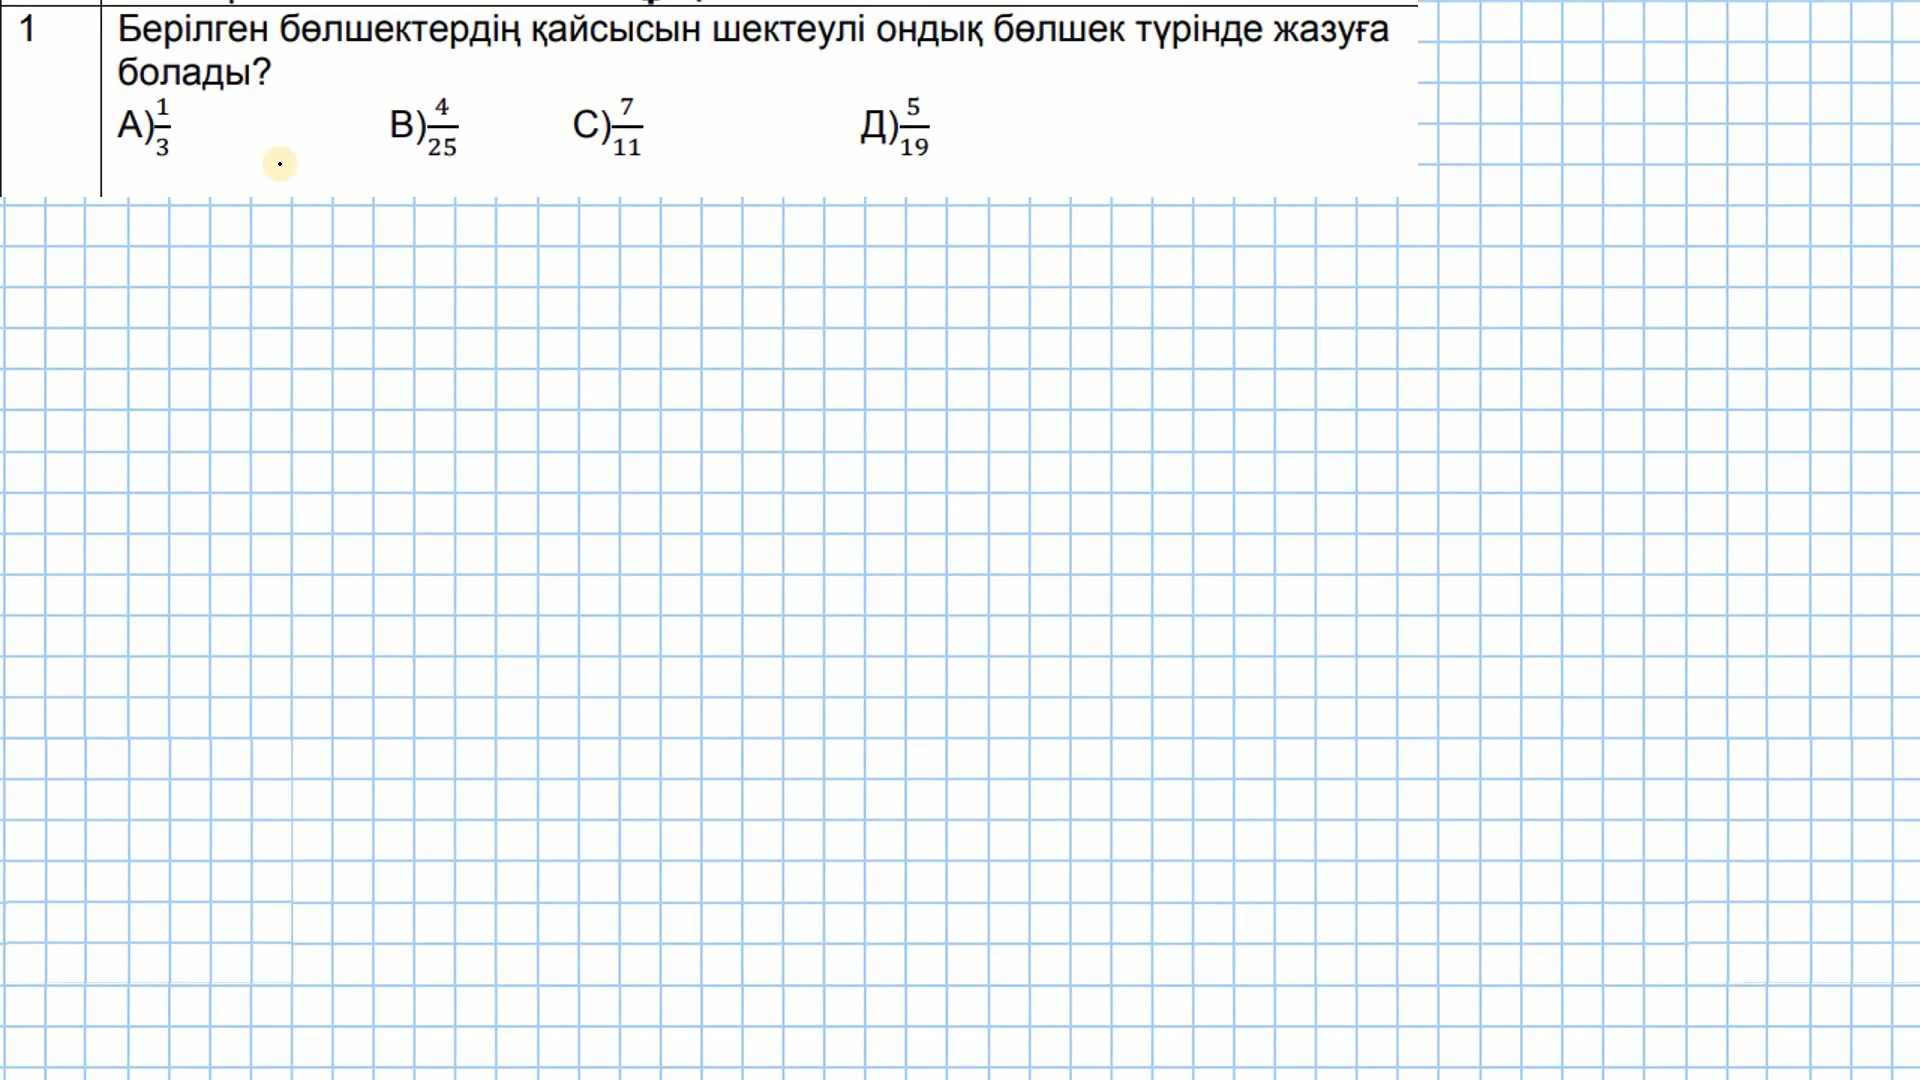 1 Берілген бөлшектердің қайсысын шектеулі ондық бөлшек түрінде жазуға
болады?
А) 1/3 В) 4/25 С) 7/11 Д) 5/19